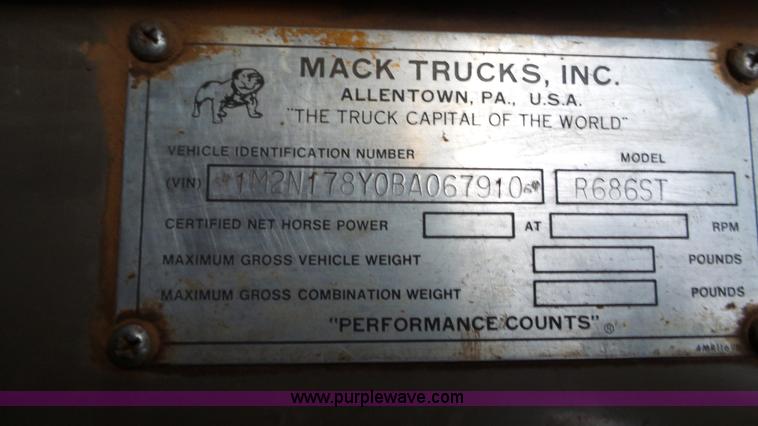 MACK TRUCKS, INC.
ALLENTOWN, PA., U.S.A.
"THE TRUCK CAPITAL OF THE WORLD"
VEHICLE IDENTIFICATION NUMBER MODEL
(VIN) *1M2N178Y0BA067910* R686ST
CERTIFIED NET HORSE POWER AT RPM
MAXIMUM GROSS VEHICLE WEIGHT POUNDS
MAXIMUM GROSS COMBINATION WEIGHT POUNDS
"PERFORMANCE COUNTS"®
www.purplewave.com